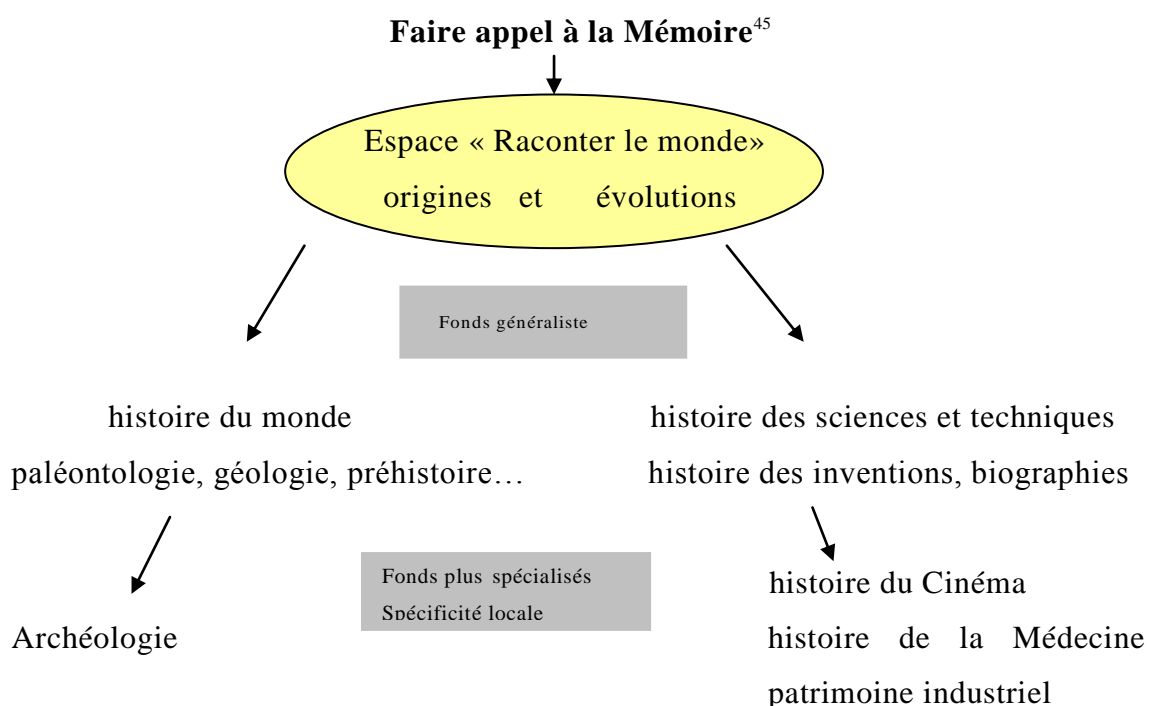 Faire appel à la Mémoire45
Espace « Raconter le monde»
origines et évolutions
Fonds généraliste
histoire du monde
paléontologie, géologie, préhistoire…
histoire des sciences et techniques
histoire des inventions, biographies
Fonds plus spécialisés
Spécificité locale
Archéologie
histoire du Cinéma
histoire de la Médecine
patrimoine industriel